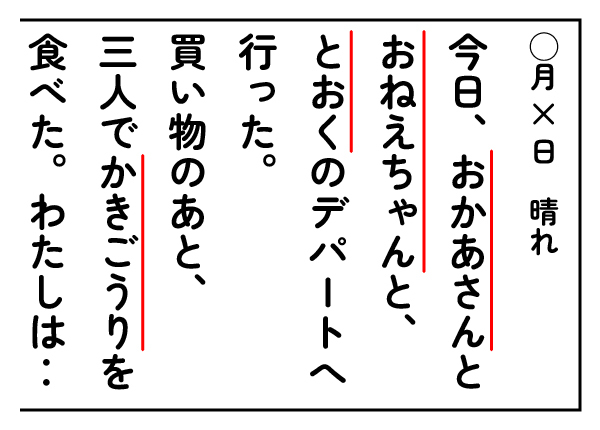 〇月×日　晴れ
今日、おかあさんと
おねえちゃんと、
とおくのデパートへ
行った。
買い物のあと、
三人でかきごうりを
食べた。わたしは‥